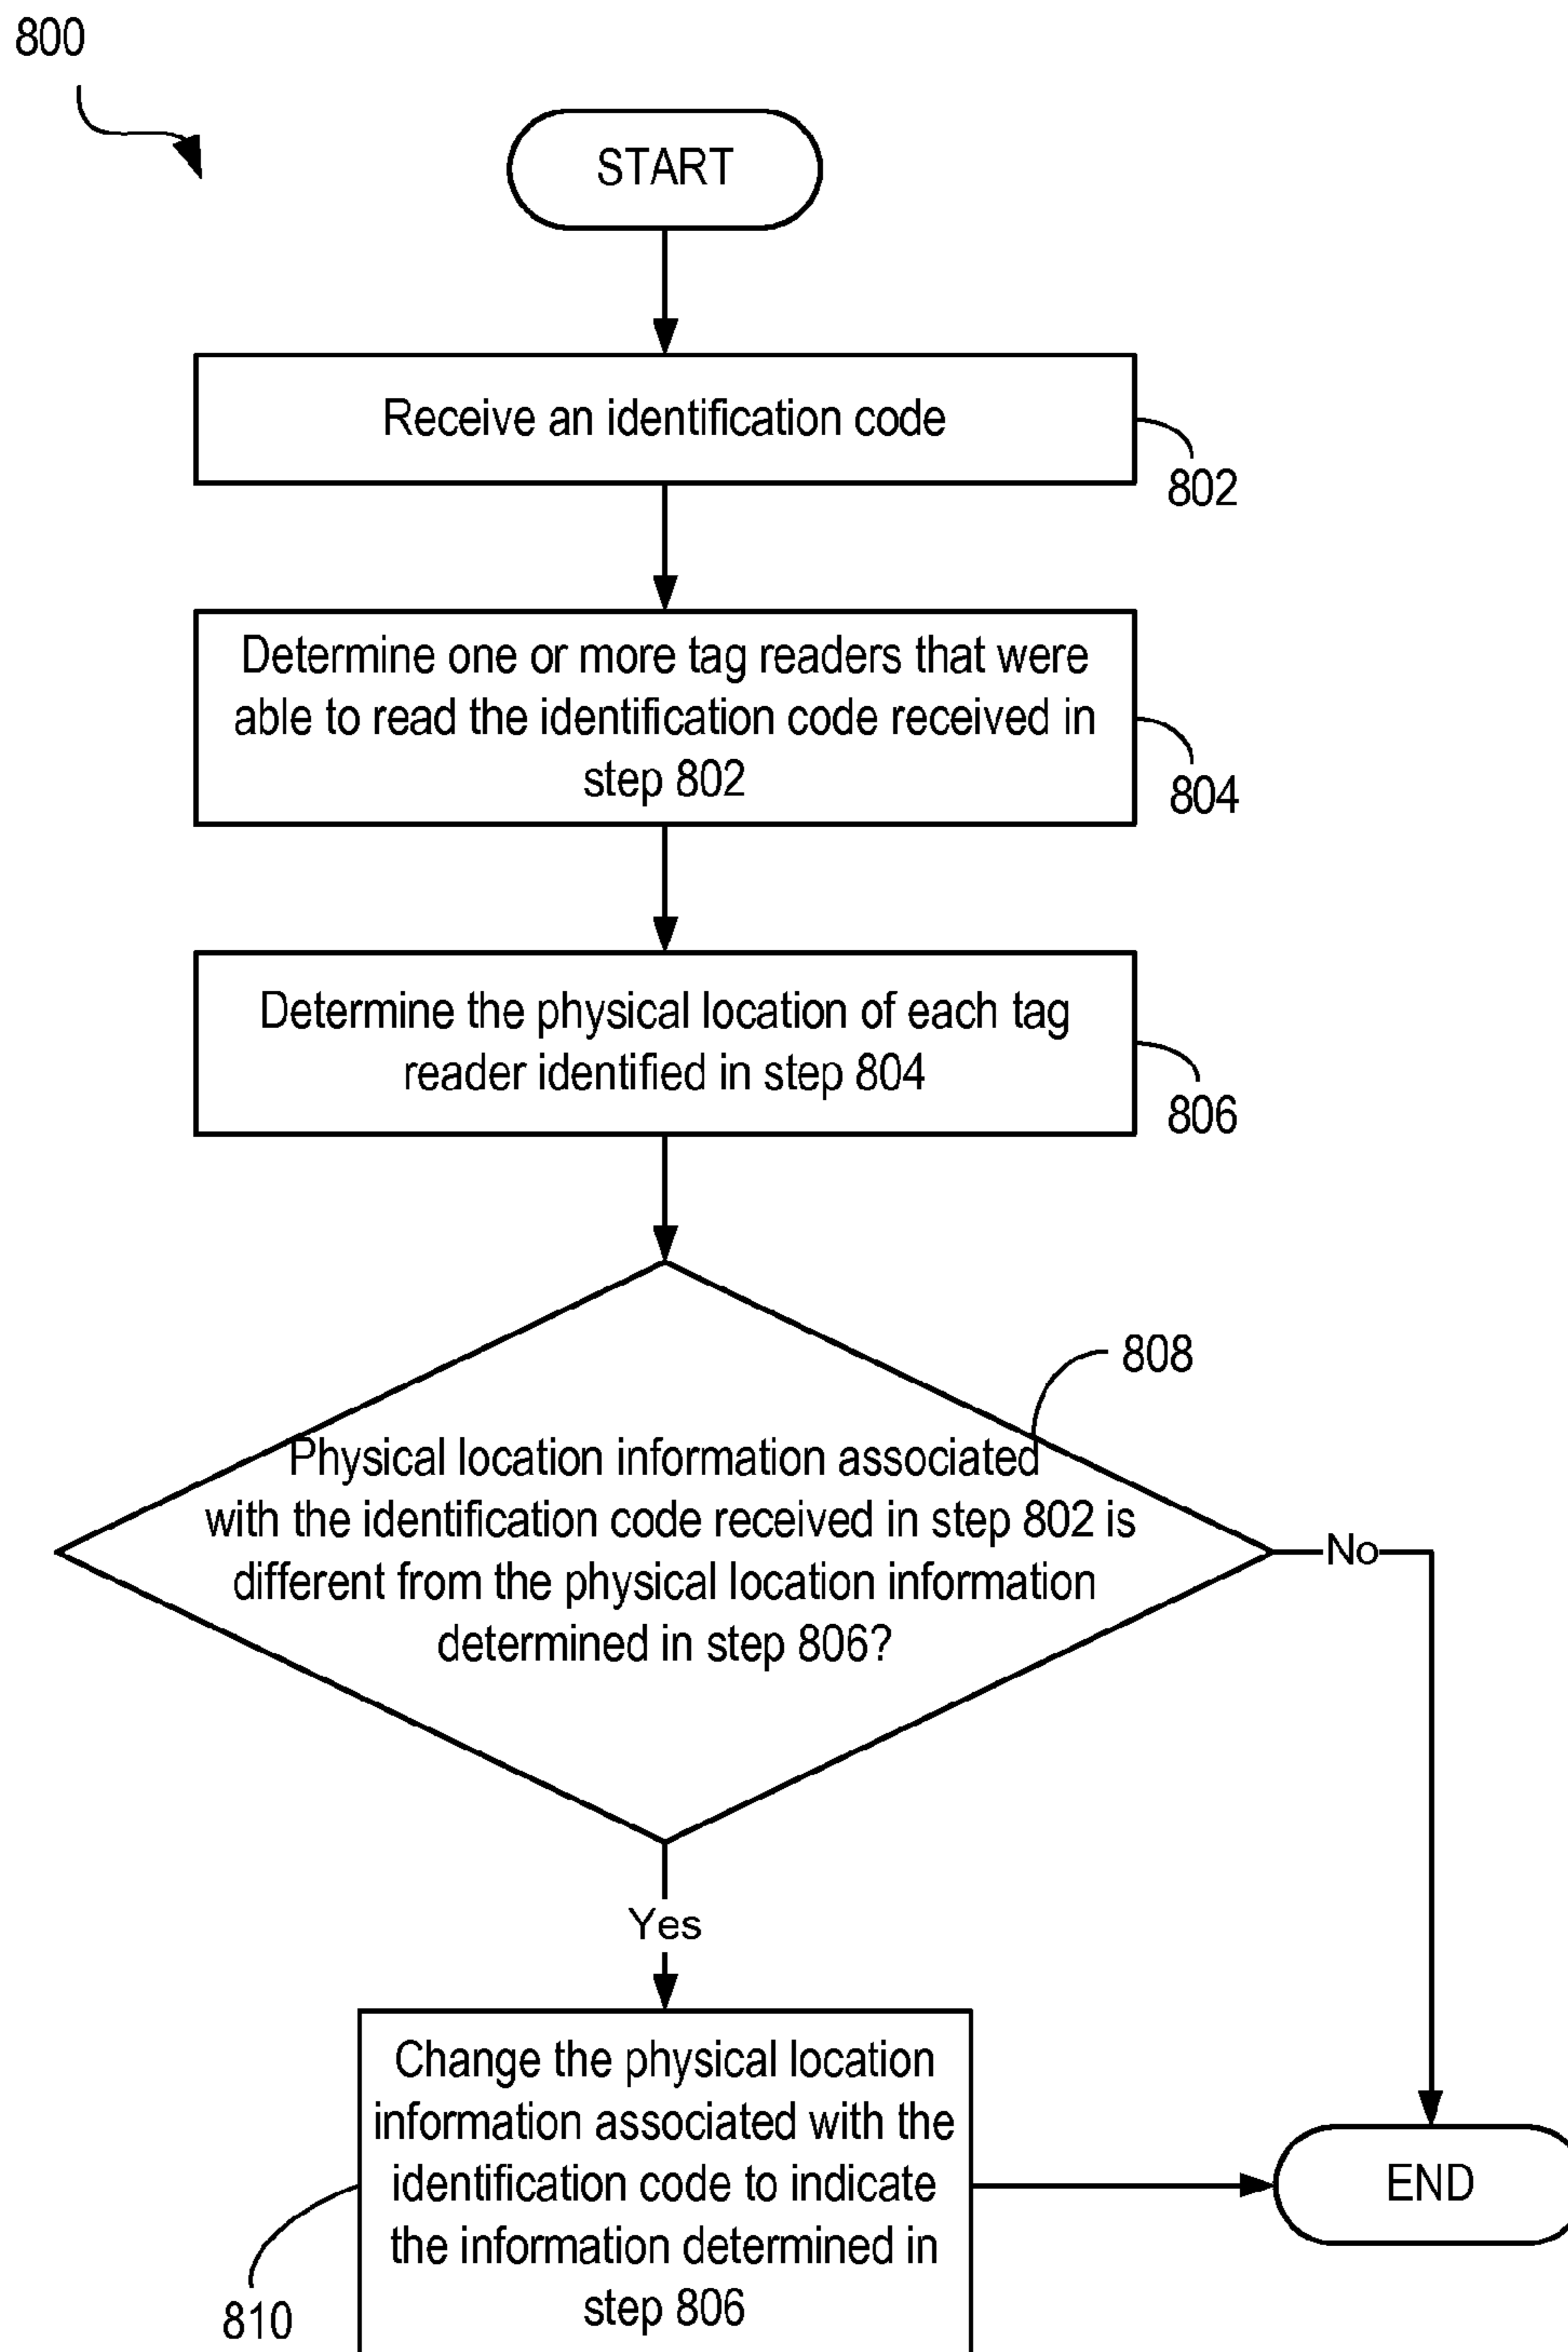 800
START
Receive an identification code
802
Determine one or more tag readers that were
able to read the identification code received in
step 802
804
Determine the physical location of each tag
reader identified in step 804
806
808
Physical location information associated
with the identification code received in step 802 is
different from the physical location information
determined in step 806?
No
Yes
Change the physical location
information associated with the
identification code to indicate
the information determined in
step 806
810
END